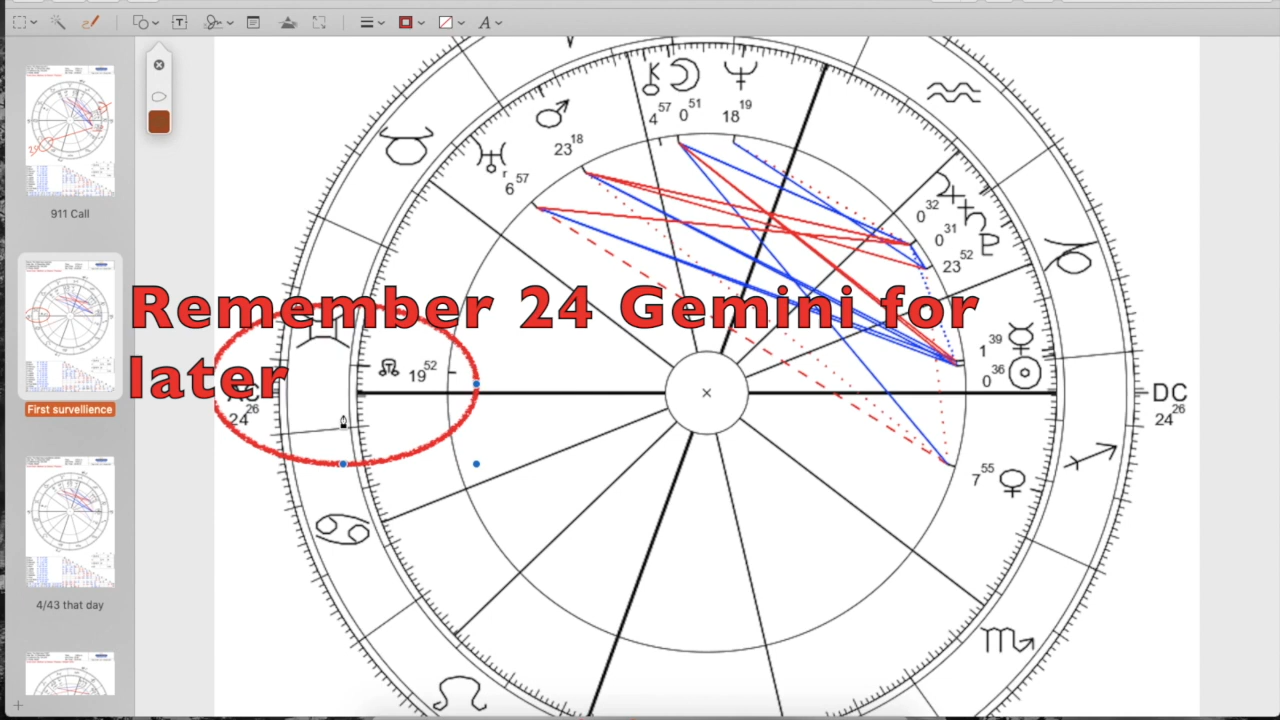 A
911 Call
First survellience
4/43 that day
Remember 24 Gemini for
later
4 57
0 51
18 19
23 18
r
6 57
0 32
0 31
23 52
19 52
1 39
0 36
24 26
DC
24 26
7 55